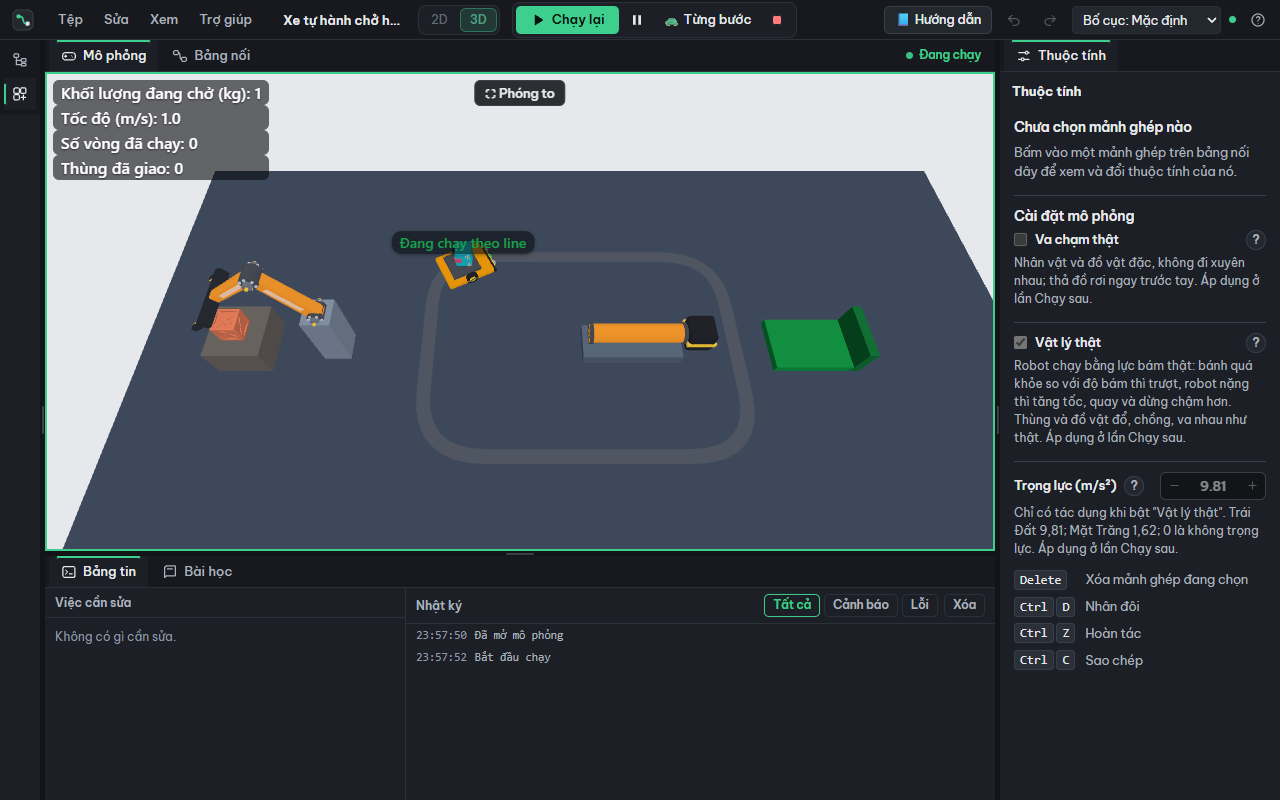 Tệp Sửa Xem Trợ giúp Xe tự hành chở h... 2D 3D Chạy lại Từng bước Hướng dẫn Bố cục: Mặc định
Mô phỏng Bảng nối Đang chạy Thuộc tính
Khối lượng đang chở (kg): 1
Tốc độ (m/s): 1.0
Số vòng đã chạy: 0
Thùng đã giao: 0
Phóng to
Đang chạy theo line
Thuộc tính
Chưa chọn mảnh ghép nào
Bấm vào một mảnh ghép trên bảng nối
dây để xem và đổi thuộc tính của nó.
Cài đặt mô phỏng
Va chạm thật ?
Nhân vật và đồ vật đặc, không đi xuyên
nhau; thả đồ rơi ngay trước tay. Áp dụng ở
lần Chạy sau.
Vật lý thật ?
Robot chạy bằng lực bám thật: bánh quá
khỏe so với độ bám thì trượt, robot nặng
thì tăng tốc, quay và dừng chậm hơn.
Thùng và đồ vật đổ, chồng, va nhau như
thật. Áp dụng ở lần Chạy sau.
Trọng lực (m/s²) ? − 9.81 +
Chỉ có tác dụng khi bật "Vật lý thật". Trái
Đất 9,81; Mặt Trăng 1,62; 0 là không trọng
lực. Áp dụng ở lần Chạy sau.
Delete Xóa mảnh ghép đang chọn
Ctrl D Nhân đôi
Ctrl Z Hoàn tác
Ctrl C Sao chép
Bảng tin Bài học
Việc cần sửa
Không có gì cần sửa.
Nhật ký Tất cả Cảnh báo Lỗi Xóa
23:57:50 Đã mở mô phỏng
23:57:52 Bắt đầu chạy